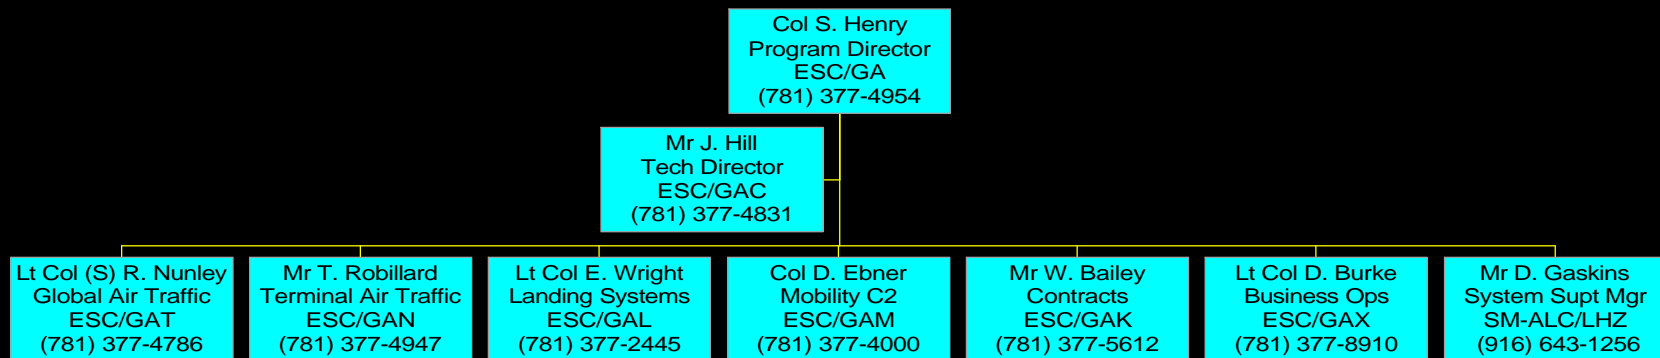 Col S. Henry
Program Director
ESC/GA
(781) 377-4954
Mr J. Hill
Tech Director
ESC/GAC
(781) 377-4831
Lt Col (S) R. Nunley
Global Air Traffic
ESC/GAT
(781) 377-4786
Mr T. Robillard
Terminal Air Traffic
ESC/GAN
(781) 377-4947
Lt Col E. Wright
Landing Systems
ESC/GAL
(781) 377-2445
Col D. Ebner
Mobility C2
ESC/GAM
(781) 377-4000
Mr W. Bailey
Contracts
ESC/GAK
(781) 377-5612
Lt Col D. Burke
Business Ops
ESC/GAX
(781) 377-8910
Mr D. Gaskins
System Supt Mgr
SM-ALC/LHZ
(916) 643-1256